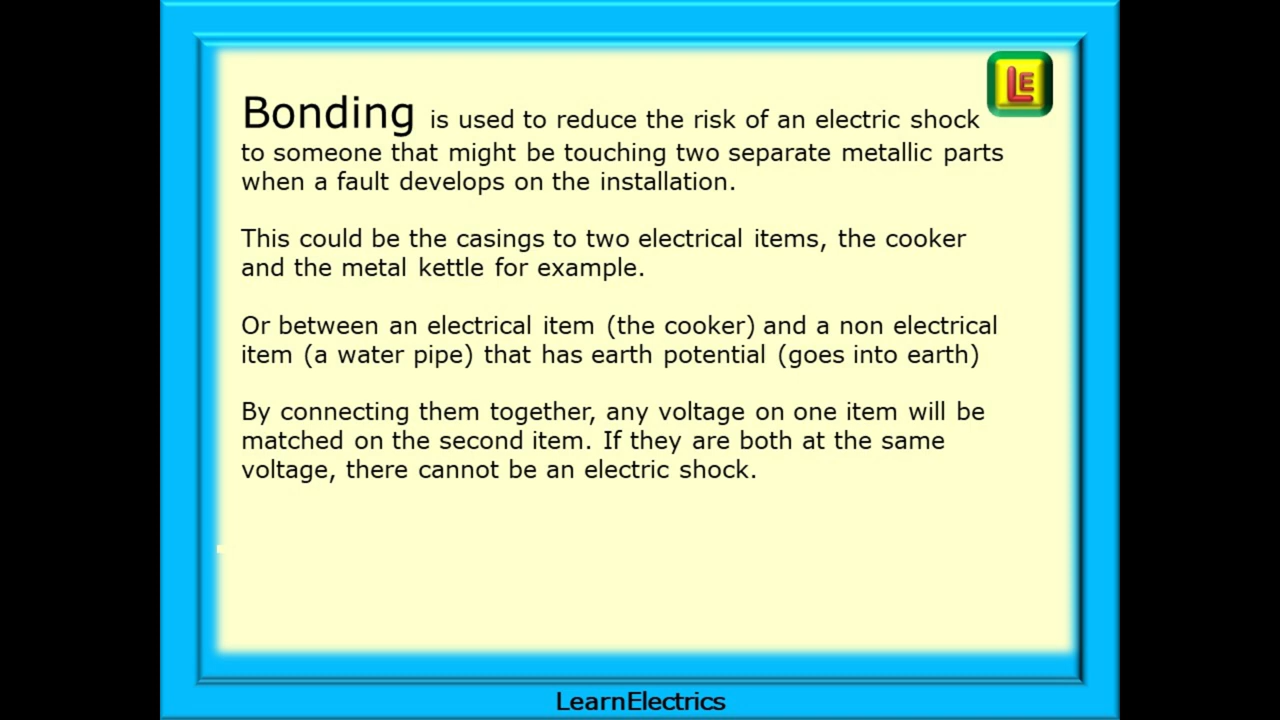 LE
Bonding is used to reduce the risk of an electric shock
to someone that might be touching two separate metallic parts
when a fault develops on the installation.
This could be the casings to two electrical items, the cooker
and the metal kettle for example.
Or between an electrical item (the cooker) and a non electrical
item (a water pipe) that has earth potential (goes into earth)
By connecting them together, any voltage on one item will be
matched on the second item. If they are both at the same
voltage, there cannot be an electric shock.
LearnElectrics